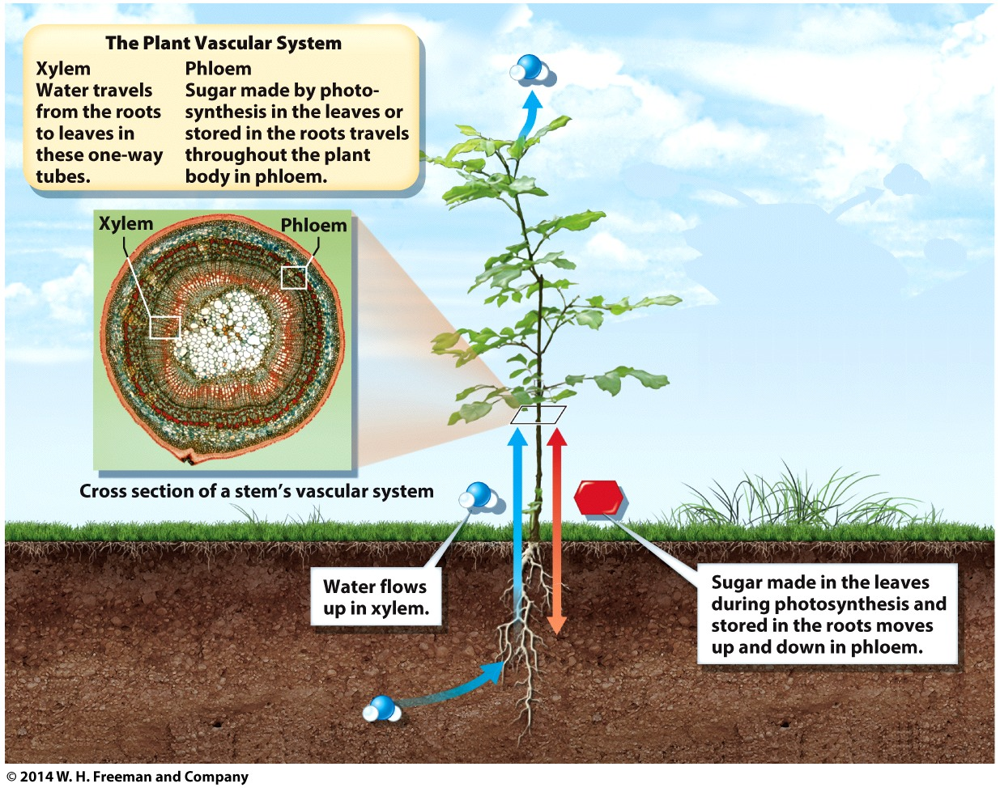 The Plant Vascular System
Xylem
Water travels
from the roots
to leaves in
these one-way
tubes.
Phloem
Sugar made by photo-
synthesis in the leaves or
stored in the roots travels
throughout the plant
body in phloem.
Xylem
Phloem
Cross section of a stem's vascular system
Water flows
up in xylem.
Sugar made in the leaves
during photosynthesis and
stored in the roots moves
up and down in phloem.
© 2014 W. H. Freeman and Company